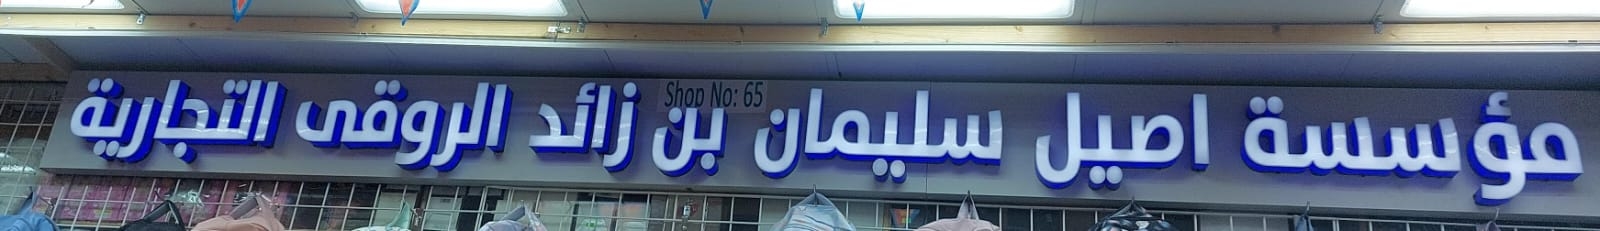 Shop No: 65
مؤسسة اصيل سليمان بن زائد الروقى التجارية